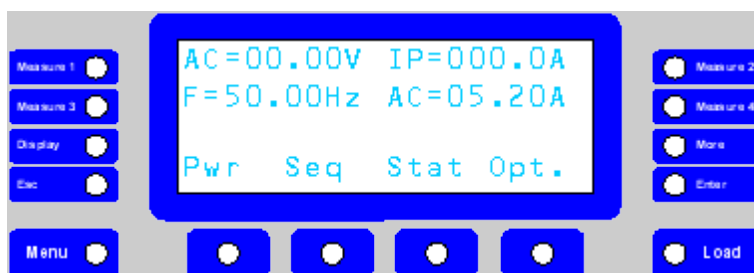 Measure 1
AC=00.00V IP=000.0A
Measure 2
Measure 3
F=50.00Hz AC=05.20A
Measure 4
Display
More
Esc
Pwr Seq Stat Opt.
Enter
Menu
Load